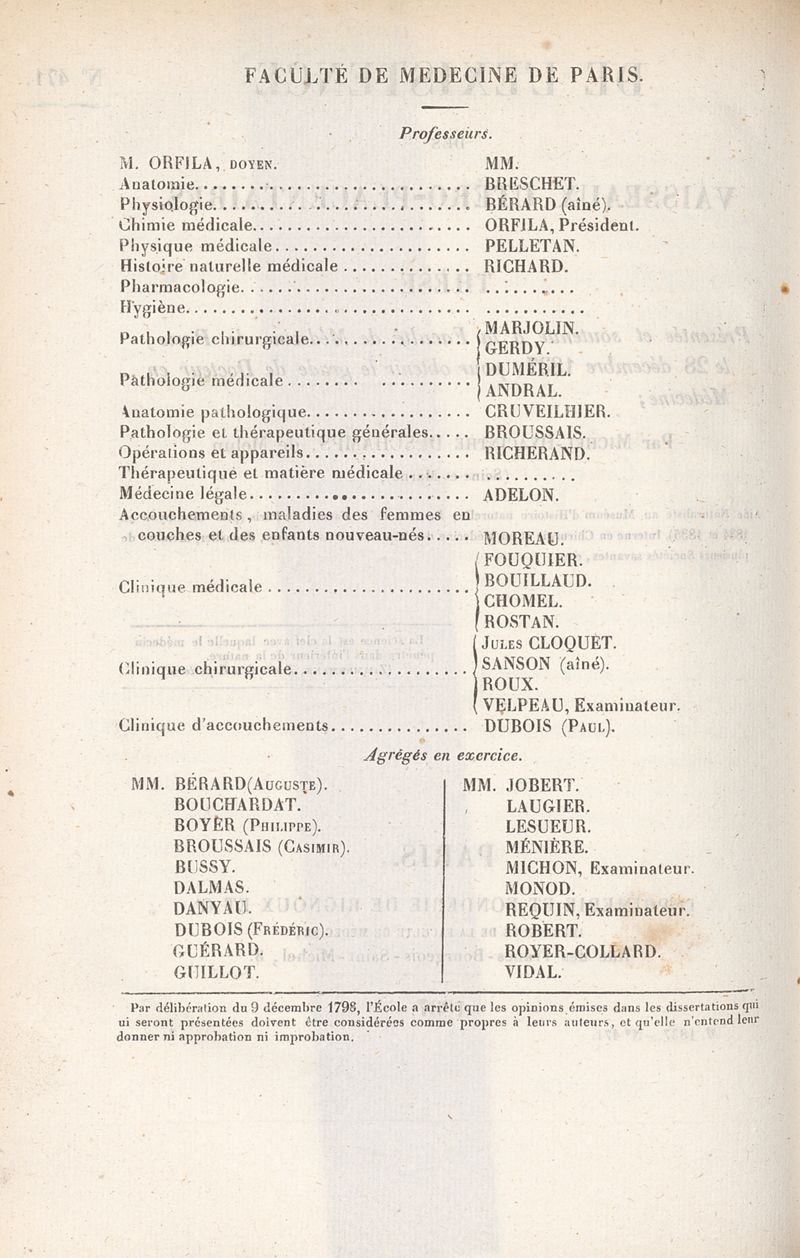 FACULTÉ DE MEDECINE DE PARIS.
Professeurs.
M. ORFILA, DOYEN. MM.
Anatomie........................... BRESCHET.
Physiologie........................... BÉRARD (aîné).
Chimie médicale........................ ORFILA, Président.
Physique médicale...................... PELLETAN.
Histoire naturelle médicale .............. RICHARD.
Pharmacologie.......................... ..........
Hygiène................................ ...........
Pathologie chirurgicale................... MARJOLIN.
GERDY.
Pathologie médicale .................... DUMÉRIL.
ANDRAL.
Anatomie pathologique................... CRUVEILHIER.
Pathologie et thérapeutique générales..... BROUSSAIS.
Opérations et appareils................... RICHERAND.
Thérapeutique et matière médicale ....... ..........
Médecine légale......................... ADELON.
Accouchements, maladies des femmes en
couches et des enfants nouveau-nés..... MOREAU.
Clinique médicale ...................... FOUQUIER.
BOUILLAUD.
CHOMEL.
ROSTAN.
Clinique chirurgicale.................... JULES CLOQUET.
SANSON (aîné).
ROUX.
VELPEAU, Examinateur.
Clinique d'accouchements................ DUBOIS (PAUL).
Agrégés en exercice.
MM. BÉRARD (AUGUSTE).
BOUCHARDAT.
BOYER (PHILIPPE).
BROUSSAIS (CASIMIR).
BUSSY.
DALMAS.
DANYAU.
DUBOIS (FRÉDÉRIC).
GUÉRARD.
GUILLOT.
MM. JOBERT.
LAUGIER.
LESUEUR.
MÉNIÈRE.
MICHON, Examinateur.
MONOD.
REQUIN, Examinateur.
ROBERT.
ROYER-COLLARD.
VIDAL.
Par délibération du 9 décembre 1798, l'École a arrêté que les opinions émises dans les dissertations qui
ui seront présentées doivent être considérées comme propres à leurs auteurs, et qu'elle n'entend leur
donner ni approbation ni improbation.